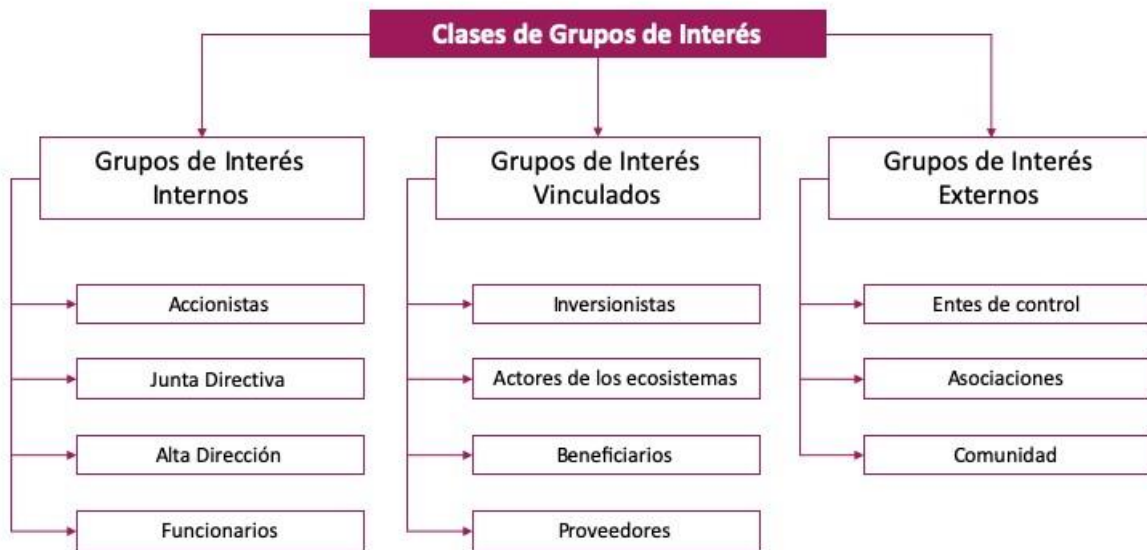 Clases de Grupos de Interés
Grupos de Interés
Internos
Accionistas
Junta Directiva
Alta Dirección
Funcionarios
Grupos de Interés
Vinculados
Inversionistas
Actores de los ecosistemas
Beneficiarios
Proveedores
Grupos de Interés
Externos
Entes de control
Asociaciones
Comunidad